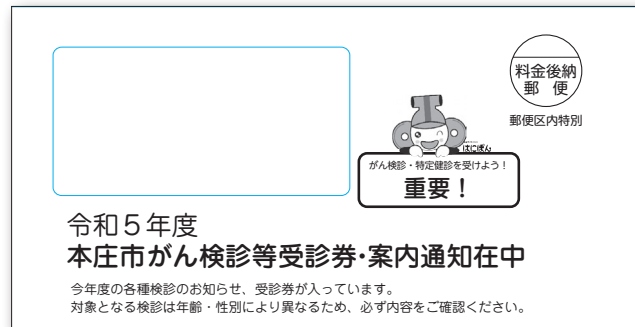 料金後納
郵 便
郵便区内特別
はにぽん
がん検診・特定健診を受けよう！
重要！
令和５年度
本庄市がん検診等受診券･案内通知在中
今年度の各種検診のお知らせ、受診券が入っています。
対象となる検診は年齢・性別により異なるため、必ず内容をご確認ください。